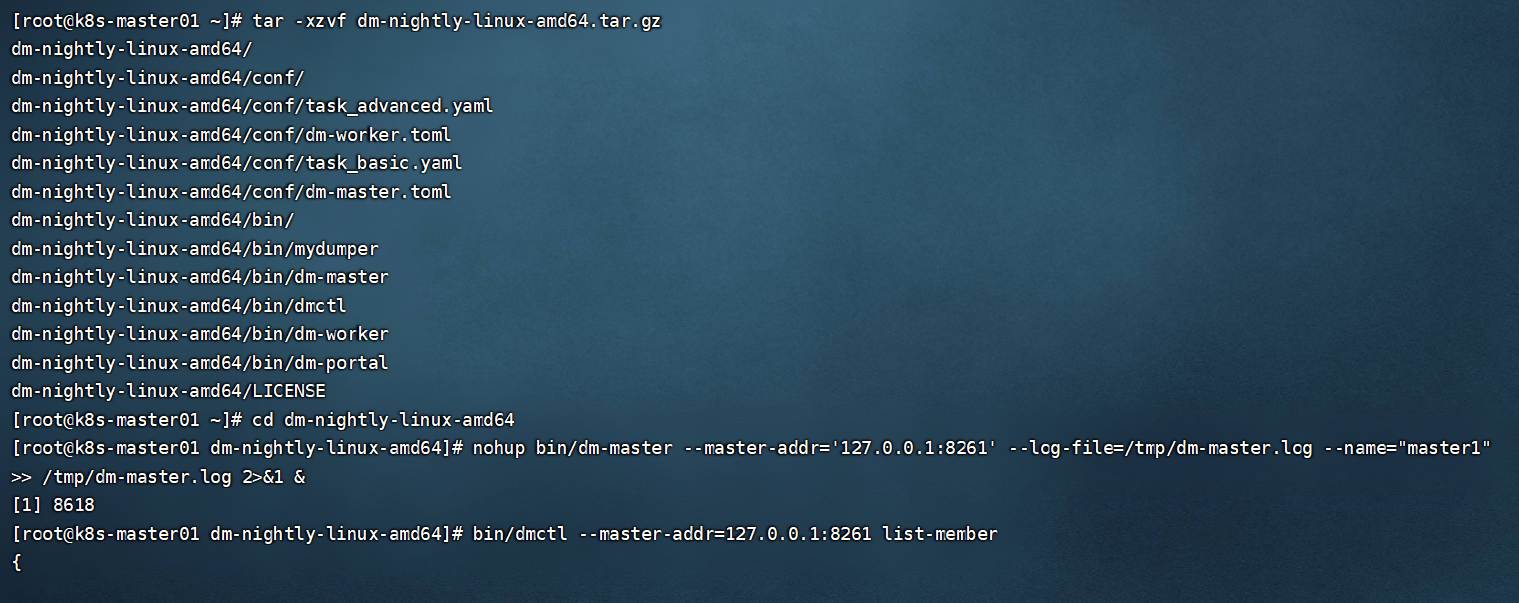 [root@k8s-master01 ~]# tar -xzvf dm-nightly-linux-amd64.tar.gz
dm-nightly-linux-amd64/
dm-nightly-linux-amd64/conf/
dm-nightly-linux-amd64/conf/task_advanced.yaml
dm-nightly-linux-amd64/conf/dm-worker.toml
dm-nightly-linux-amd64/conf/task_basic.yaml
dm-nightly-linux-amd64/conf/dm-master.toml
dm-nightly-linux-amd64/bin/
dm-nightly-linux-amd64/bin/mydumper
dm-nightly-linux-amd64/bin/dm-master
dm-nightly-linux-amd64/bin/dmctl
dm-nightly-linux-amd64/bin/dm-worker
dm-nightly-linux-amd64/bin/dm-portal
dm-nightly-linux-amd64/LICENSE
[root@k8s-master01 ~]# cd dm-nightly-linux-amd64
[root@k8s-master01 dm-nightly-linux-amd64]# nohup bin/dm-master --master-addr='127.0.0.1:8261' --log-file=/tmp/dm-master.log --name="master1"
>> /tmp/dm-master.log 2>&1 &
[1] 8618
[root@k8s-master01 dm-nightly-linux-amd64]# bin/dmctl --master-addr=127.0.0.1:8261 list-member
{